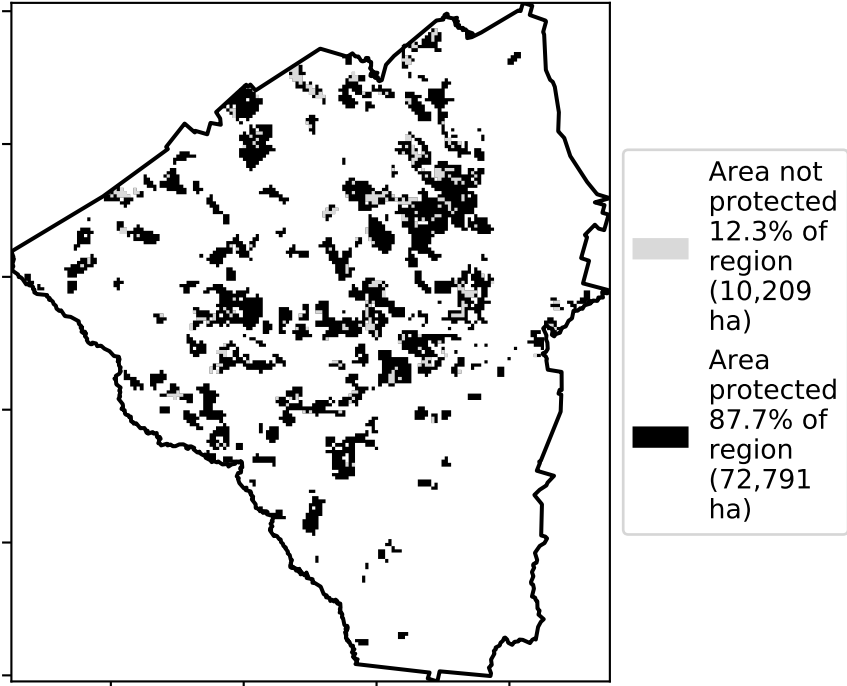 Area not
protected
12.3% of
region
(10,209
ha)
Area
protected
87.7% of
region
(72,791
ha)